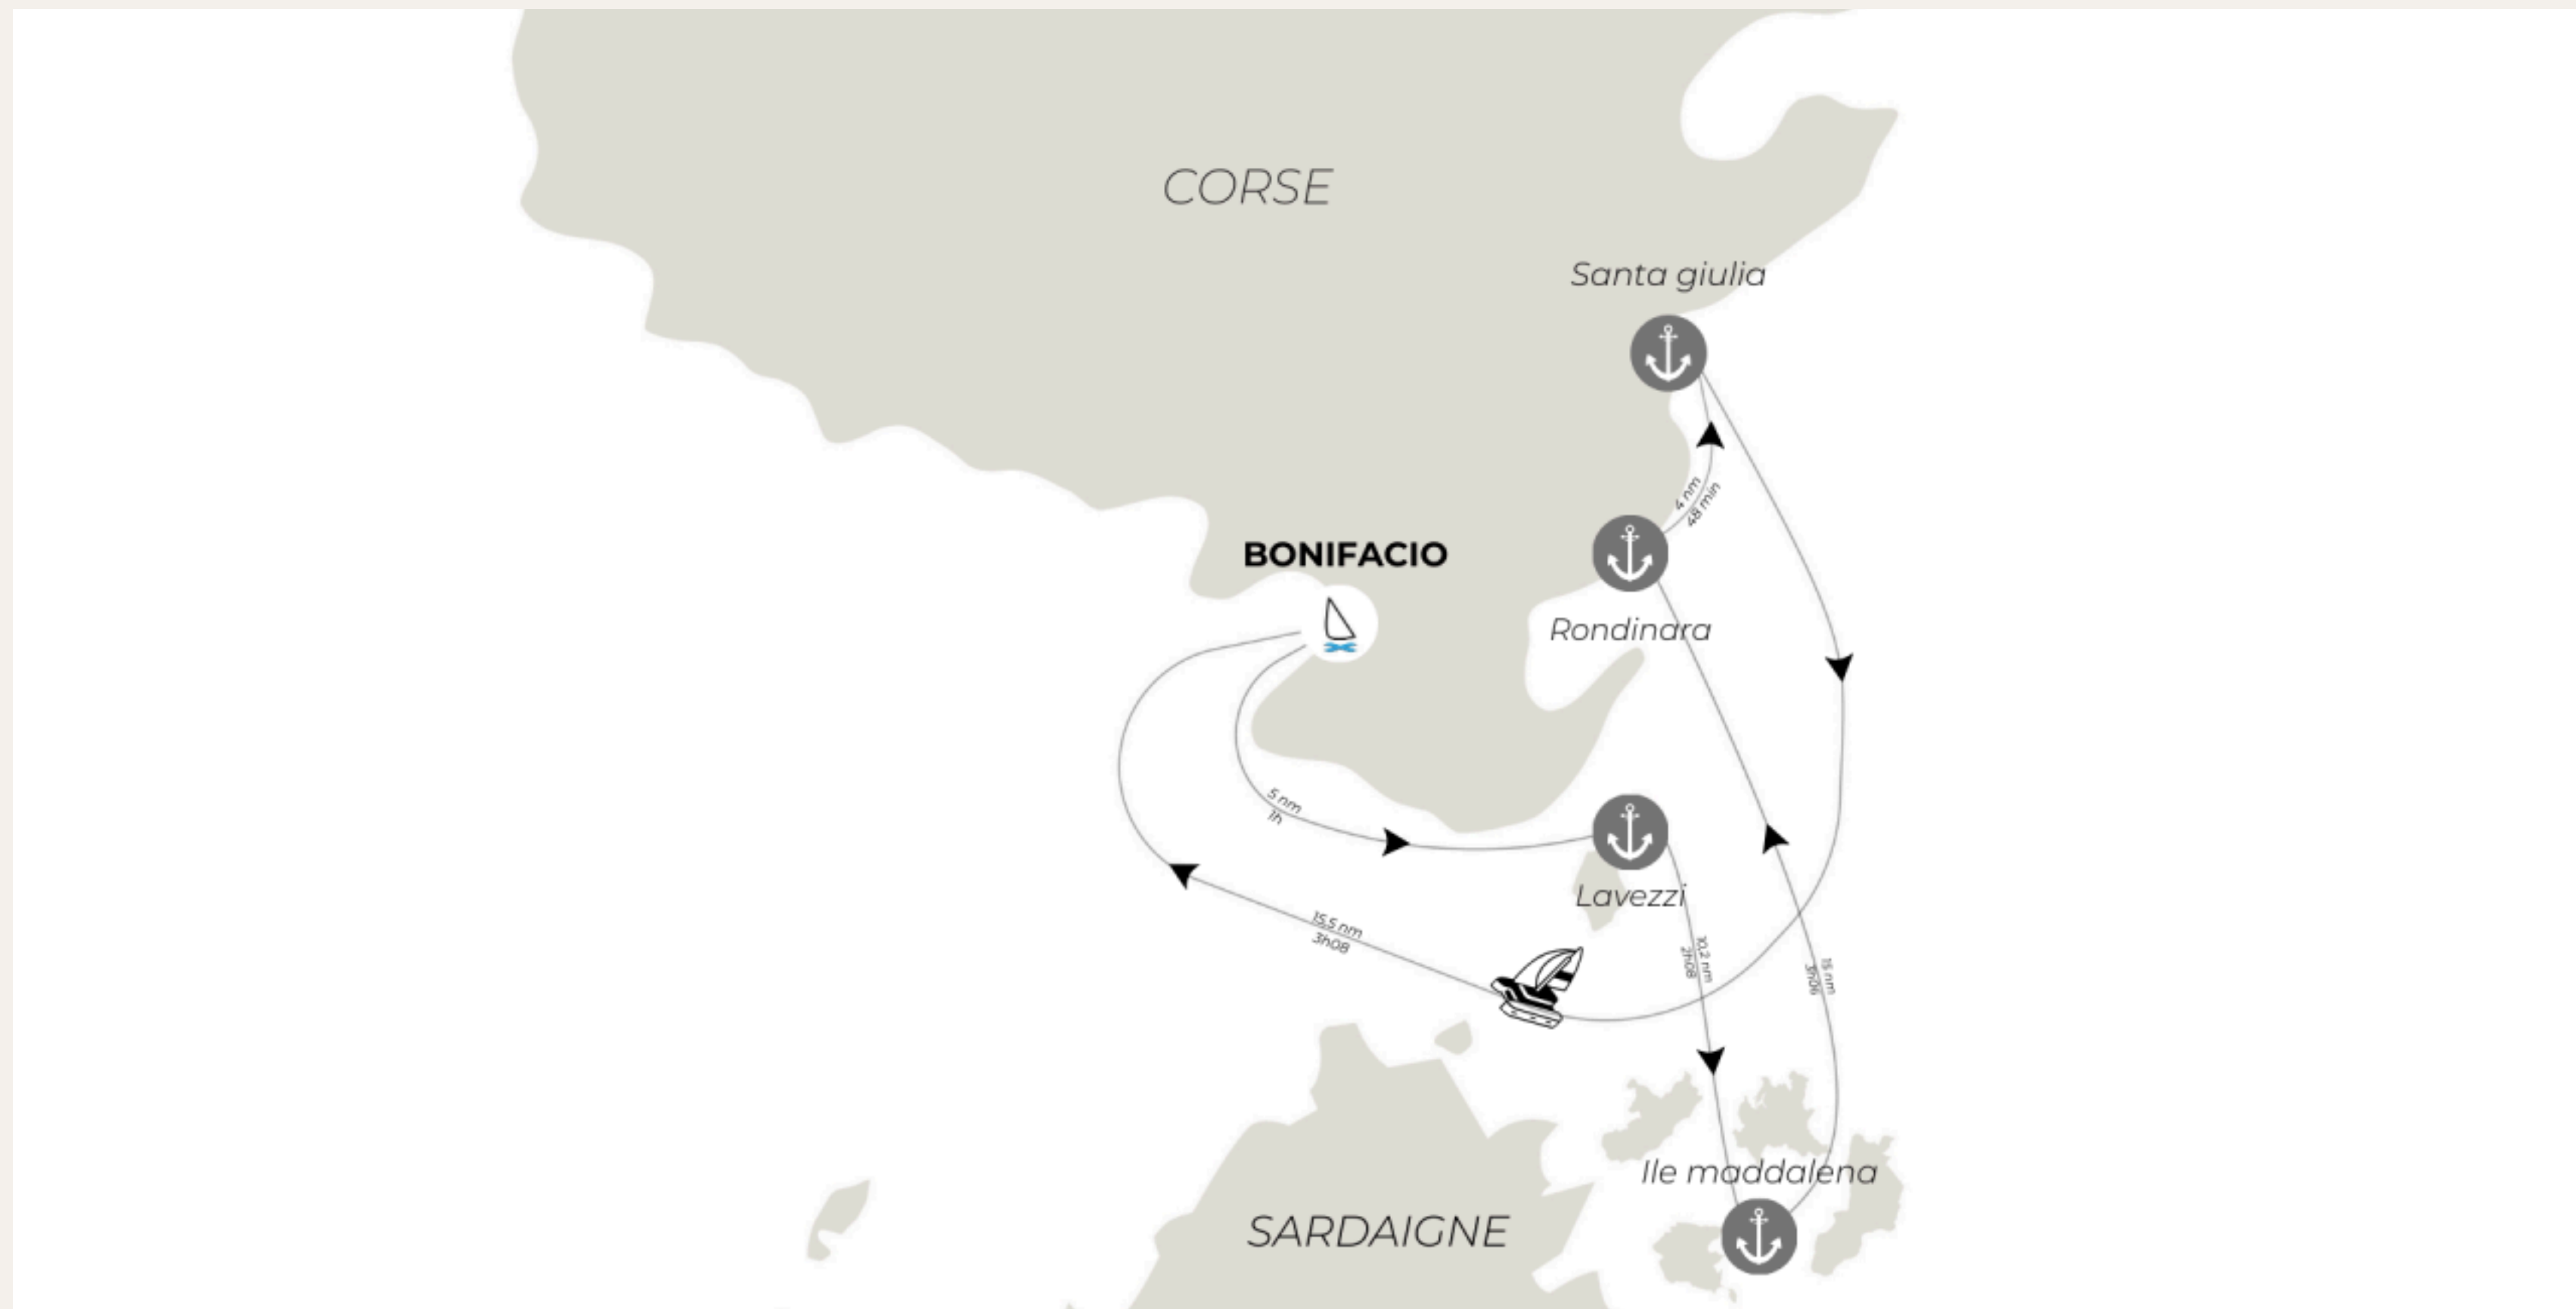 CORSE
Santa giulia
4 nm
48 min
BONIFACIO
Rondinara
5 nm
1h
Lavezzi
15,5 nm
3h08
10,2 nm
2h08
15 nm
3h06
Ile maddalena
SARDAIGNE